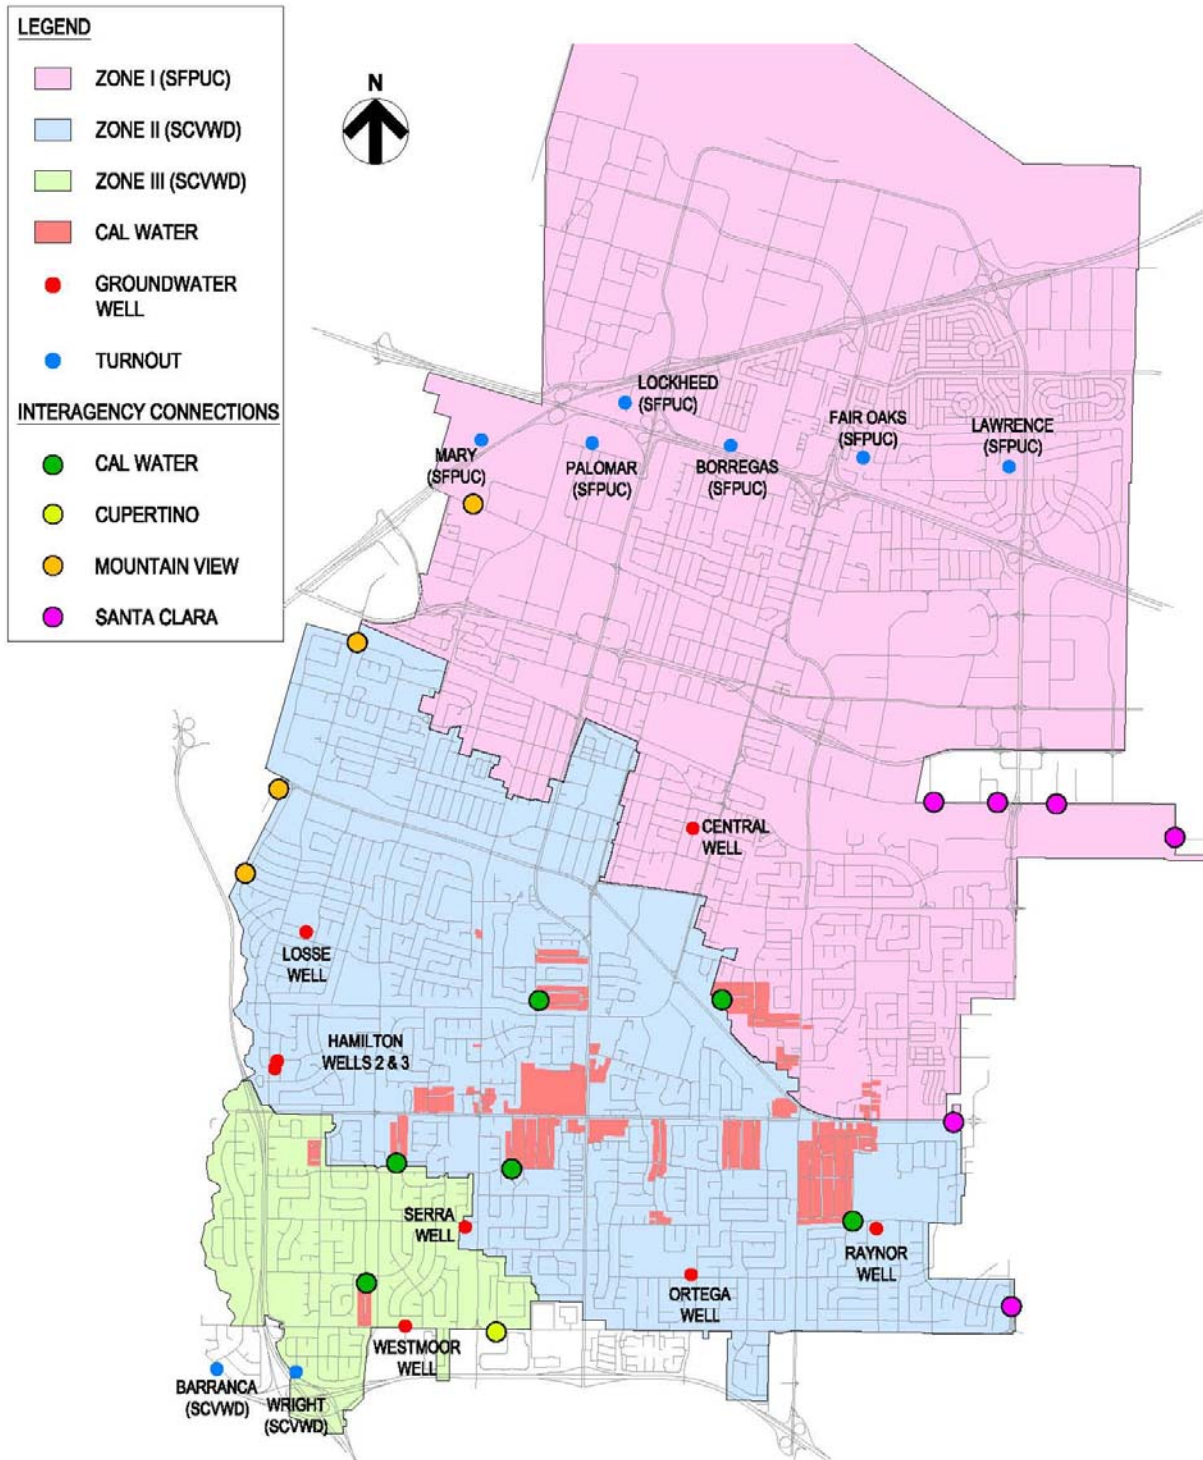 LEGEND
ZONE I (SFPUC)
ZONE II (SCVWD)
ZONE III (SCVWD)
CAL WATER
GROUNDWATER
WELL
TURNOUT
INTERAGENCY CONNECTIONS
CAL WATER
CUPERTINO
MOUNTAIN VIEW
SANTA CLARA
N
LOCKHEED
(SFPUC)
MARY
(SFPUC)
PALOMAR
(SFPUC)
BORREGAS
(SFPUC)
FAIR OAKS
(SFPUC)
LAWRENCE
(SFPUC)
CENTRAL
WELL
LOSSE
WELL
HAMILTON
WELLS 2 & 3
SERRA
WELL
RAYNOR
WELL
ORTEGA
WELL
WESTMOOR
WELL
BARRANCA
(SCVWD)
WRIGHT
(SCVWD)